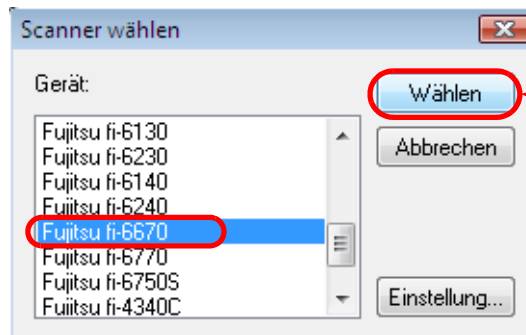 Scanner wählen
Gerät:
Wählen
Fujitsu fi-6130
Abbrechen
Fujitsu fi-6230
Fujitsu fi-6140
Fujitsu fi-6240
Fujitsu fi-6670
Fujitsu fi-6770
Fujitsu fi-6750S
Einstellung...
Fujitsu fi-4340C